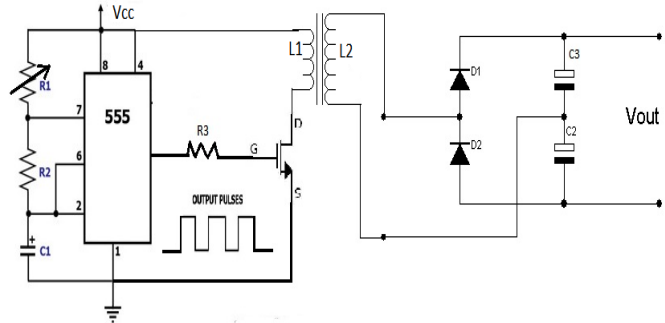 Vcc
L1
L2
C3
R1
8
4
D1
7
555
R3
D
Vout
G
C2
6
D2
R2
S
OUTPUT PULSES
2
+
C1
1